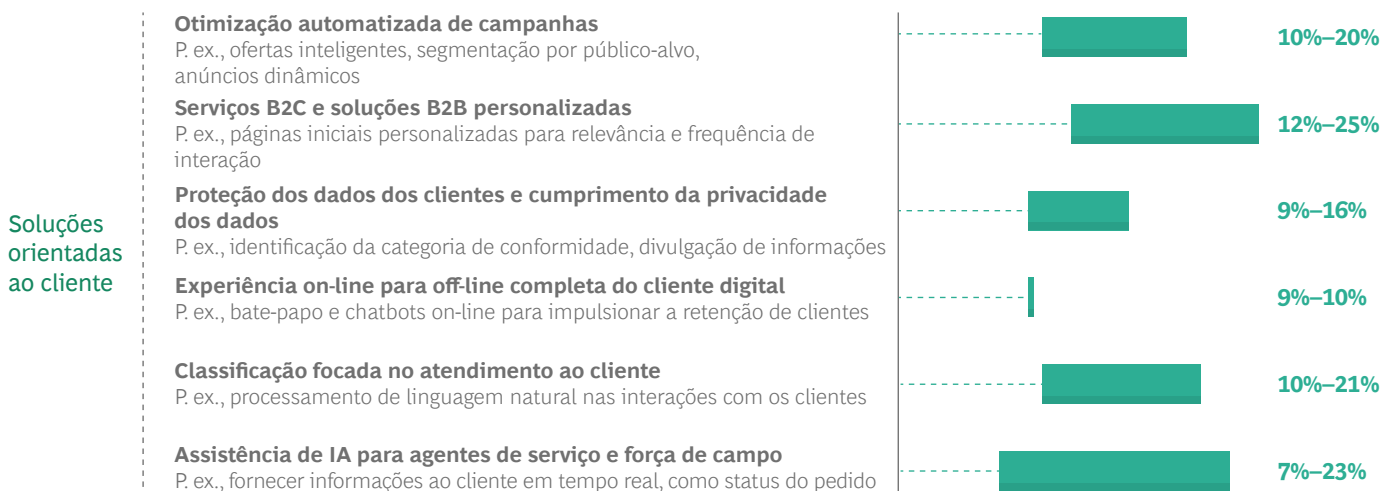 Soluções
orientadas
ao cliente
Otimização automatizada de campanhas
P. ex., ofertas inteligentes, segmentação por público-alvo,
anúncios dinâmicos
10%–20%
Serviços B2C e soluções B2B personalizadas
P. ex., páginas iniciais personalizadas para relevância e frequência de
interação
12%–25%
Proteção dos dados dos clientes e cumprimento da privacidade
dos dados
P. ex., identificação da categoria de conformidade, divulgação de informações
9%–16%
Experiência on-line para off-line completa do cliente digital
P. ex., bate-papo e chatbots on-line para impulsionar a retenção de clientes
9%–10%
Classificação focada no atendimento ao cliente
P. ex., processamento de linguagem natural nas interações com os clientes
10%–21%
Assistência de IA para agentes de serviço e força de campo
P. ex., fornecer informações ao cliente em tempo real, como status do pedido
7%–23%